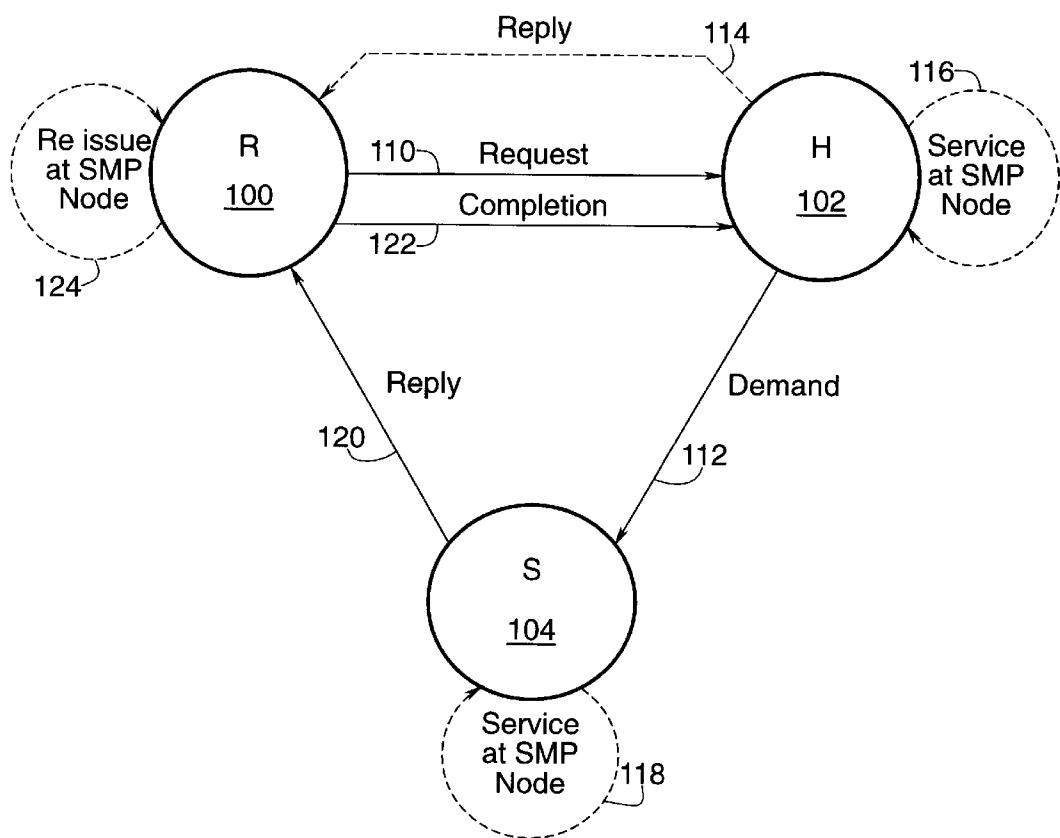 Reply
114
116
Re issue
at SMP
Node
R
100
110
Request
Completion
122
H
102
Service
at SMP
Node
124
Reply
120
Demand
112
S
104
Service
at SMP
Node
118